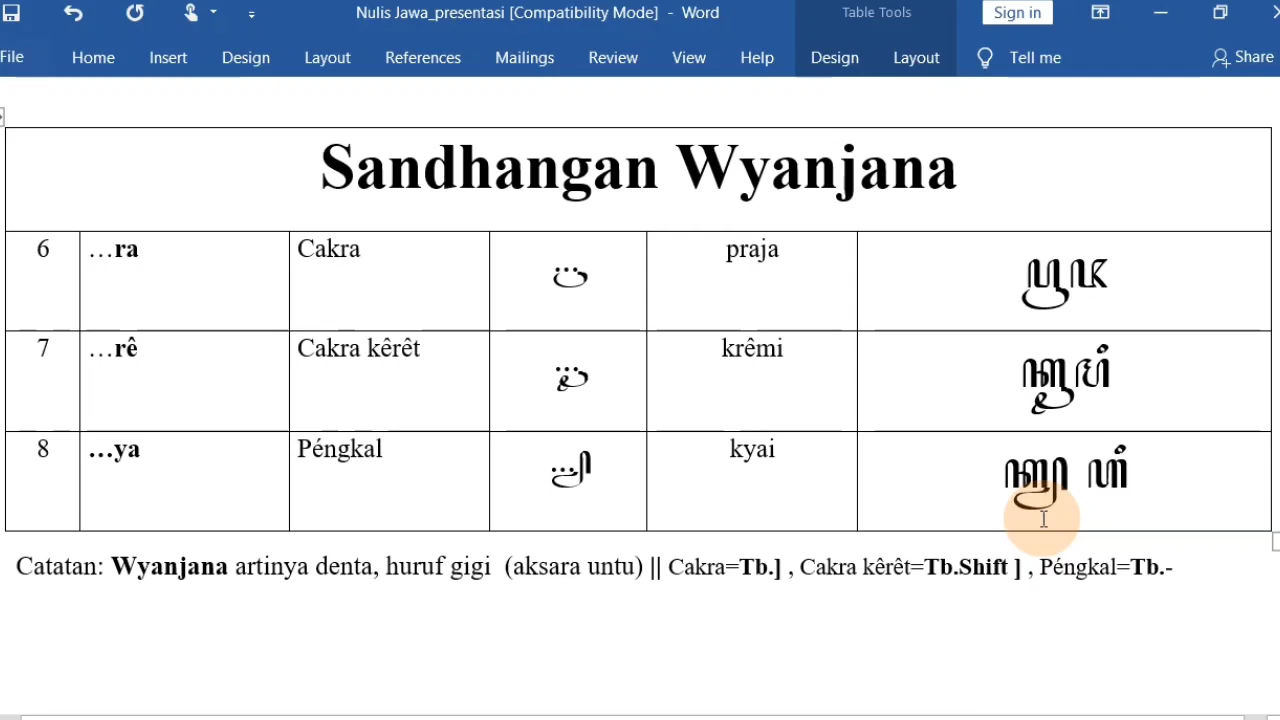 Nulis Jawa_presentasi [Compatibility Mode] - Word
Table Tools
Sign in
File Home Insert Design Layout References Mailings Review View Help Design Layout Tell me Share
Sandhangan Wyanjana
6 …ra Cakra ꦿ praja ꦥꦿꦗ
7 …rê Cakra kêrêt ꦽ krêmi ꦏꦽꦩꦶ
8 …ya Péngkal ꦾ kyai ꦏꦾꦲꦶ
Catatan: Wyanjana artinya denta, huruf gigi (aksara untu) || Cakra=Tb.] , Cakra kêrêt=Tb.Shift ] , Péngkal=Tb.-